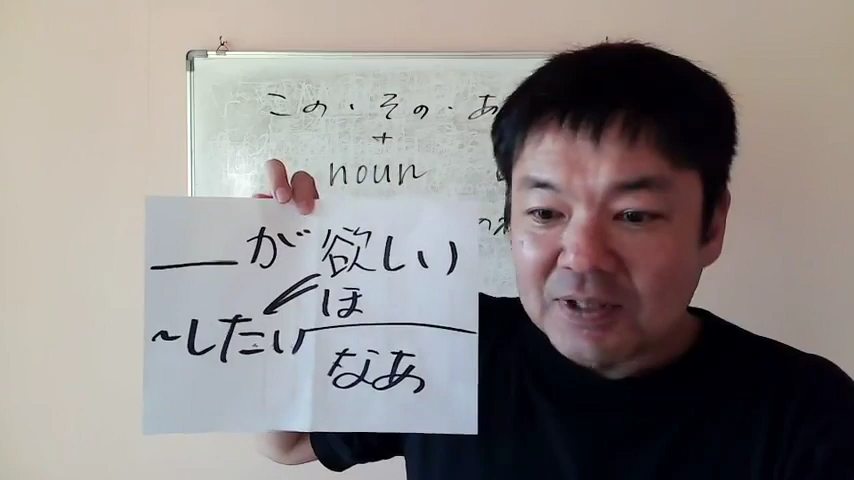 この・その・あ
+
noun
__が欲しい
ほ
~したい
なあ